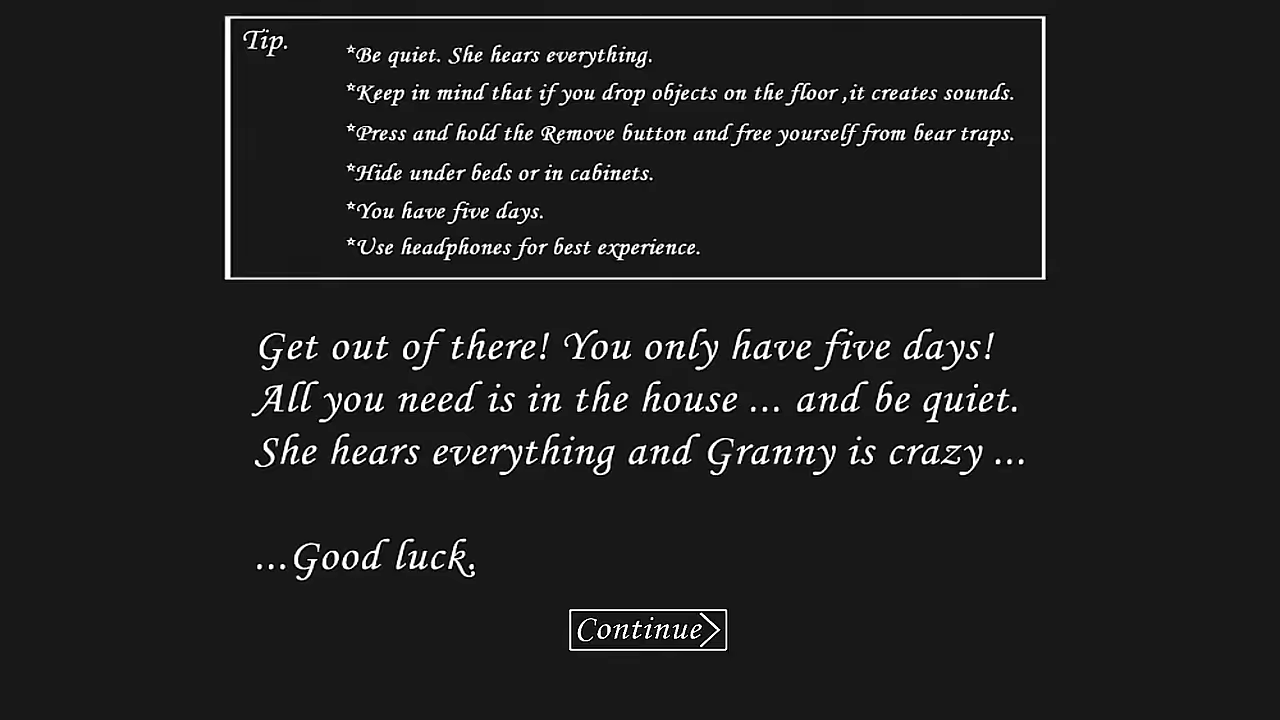 Tip.
*Be quiet. She hears everything.
*Keep in mind that if you drop objects on the floor ,it creates sounds.
*Press and hold the Remove button and free yourself from bear traps.
*Hide under beds or in cabinets.
*You have five days.
*Use headphones for best experience.
Get out of there! You only have five days!
All you need is in the house ... and be quiet.
She hears everything and Granny is crazy ...
...Good luck.
Continue